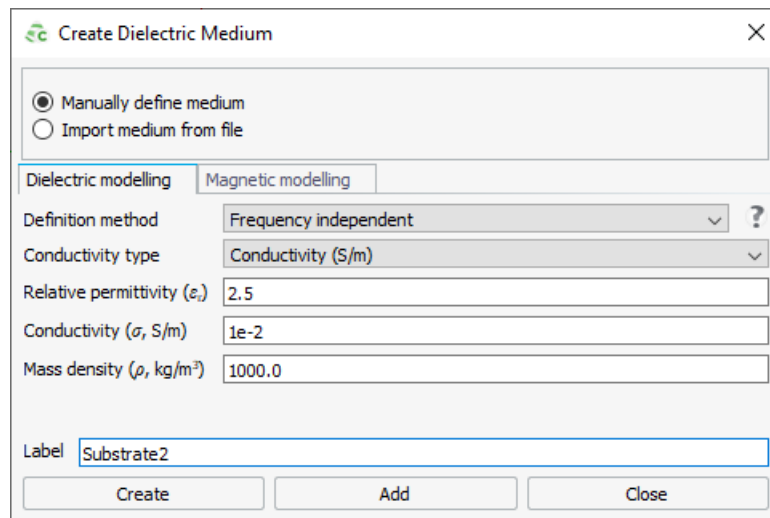 Create Dielectric Medium
Manually define medium
Import medium from file
Dielectric modelling Magnetic modelling
Definition method Frequency independent ?
Conductivity type Conductivity (S/m)
Relative permittivity (εᵣ) 2.5
Conductivity (σ, S/m) 1e-2
Mass density (ρ, kg/m³) 1000.0
Label Substrate2
Create Add Close